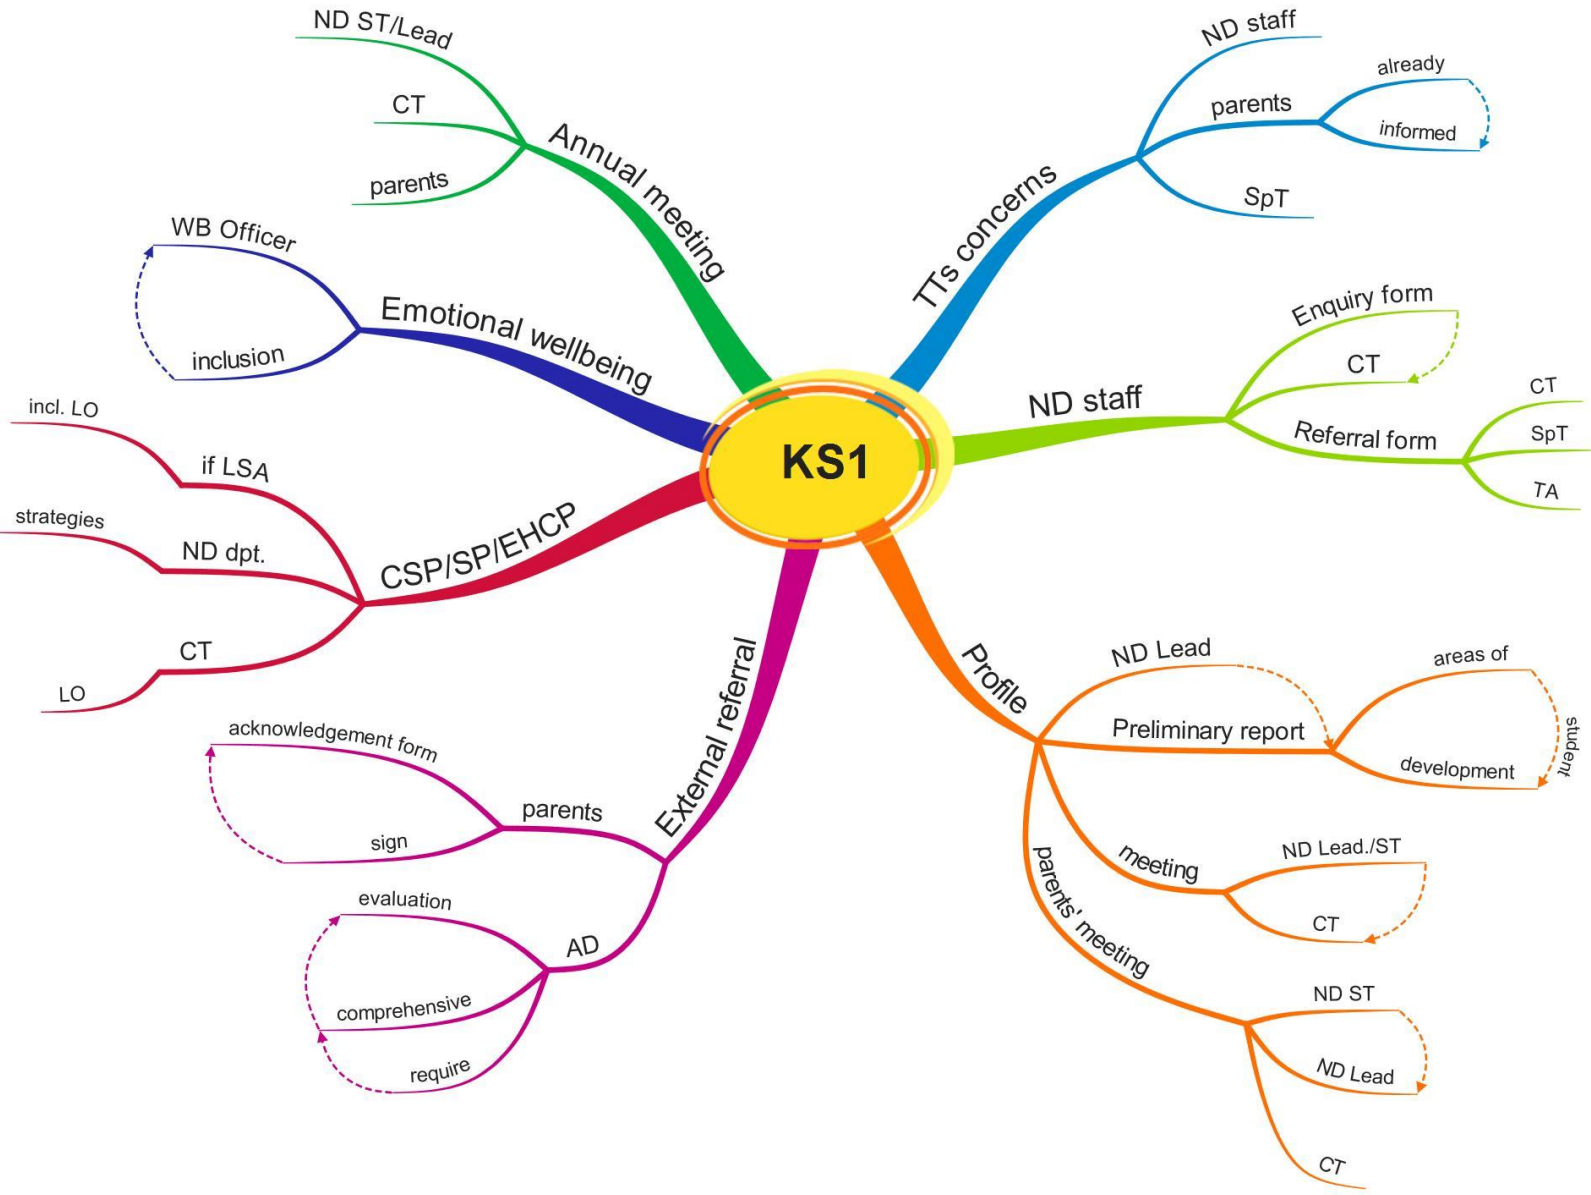 KS1
TTs concerns
ND staff
parents
already
informed
SpT
ND staff
Enquiry form
CT
Referral form
CT
SpT
TA
Profile
ND Lead
Preliminary report
areas of
student
development
meeting
ND Lead./ST
CT
parents' meeting
ND ST
ND Lead
CT
External referral
parents
acknowledgement form
sign
AD
evaluation
comprehensive
require
CSP/SP/EHCP
if LSA
incl. LO
ND dpt.
strategies
CT
LO
Emotional wellbeing
WB Officer
inclusion
Annual meeting
ND ST/Lead
CT
parents